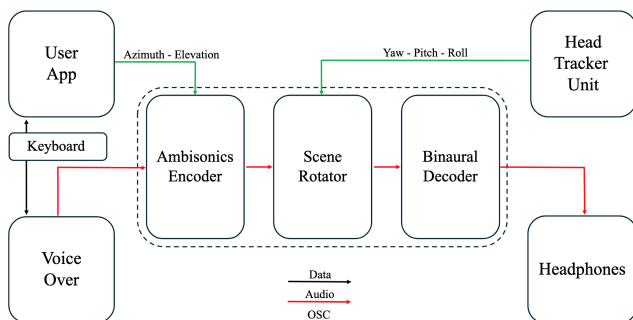 User
App
Azimuth - Elevation
Yaw - Pitch - Roll
Head
Tracker
Unit
Keyboard
Ambisonics
Encoder
Scene
Rotator
Binaural
Decoder
Voice
Over
Headphones
Data
Audio
OSC